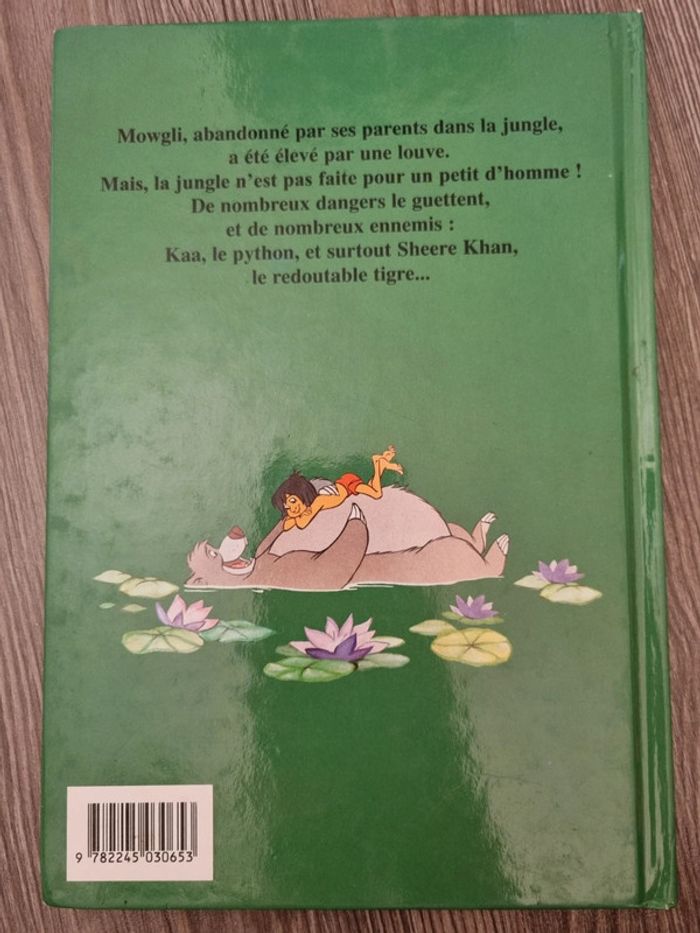 Mowgli, abandonné par ses parents dans la jungle,
a été élevé par une louve.
Mais, la jungle n'est pas faite pour un petit d'homme !
De nombreux dangers le guettent,
et de nombreux ennemis :
Kaa, le python, et surtout Sheere Khan,
le redoutable tigre...
9 782245 030653